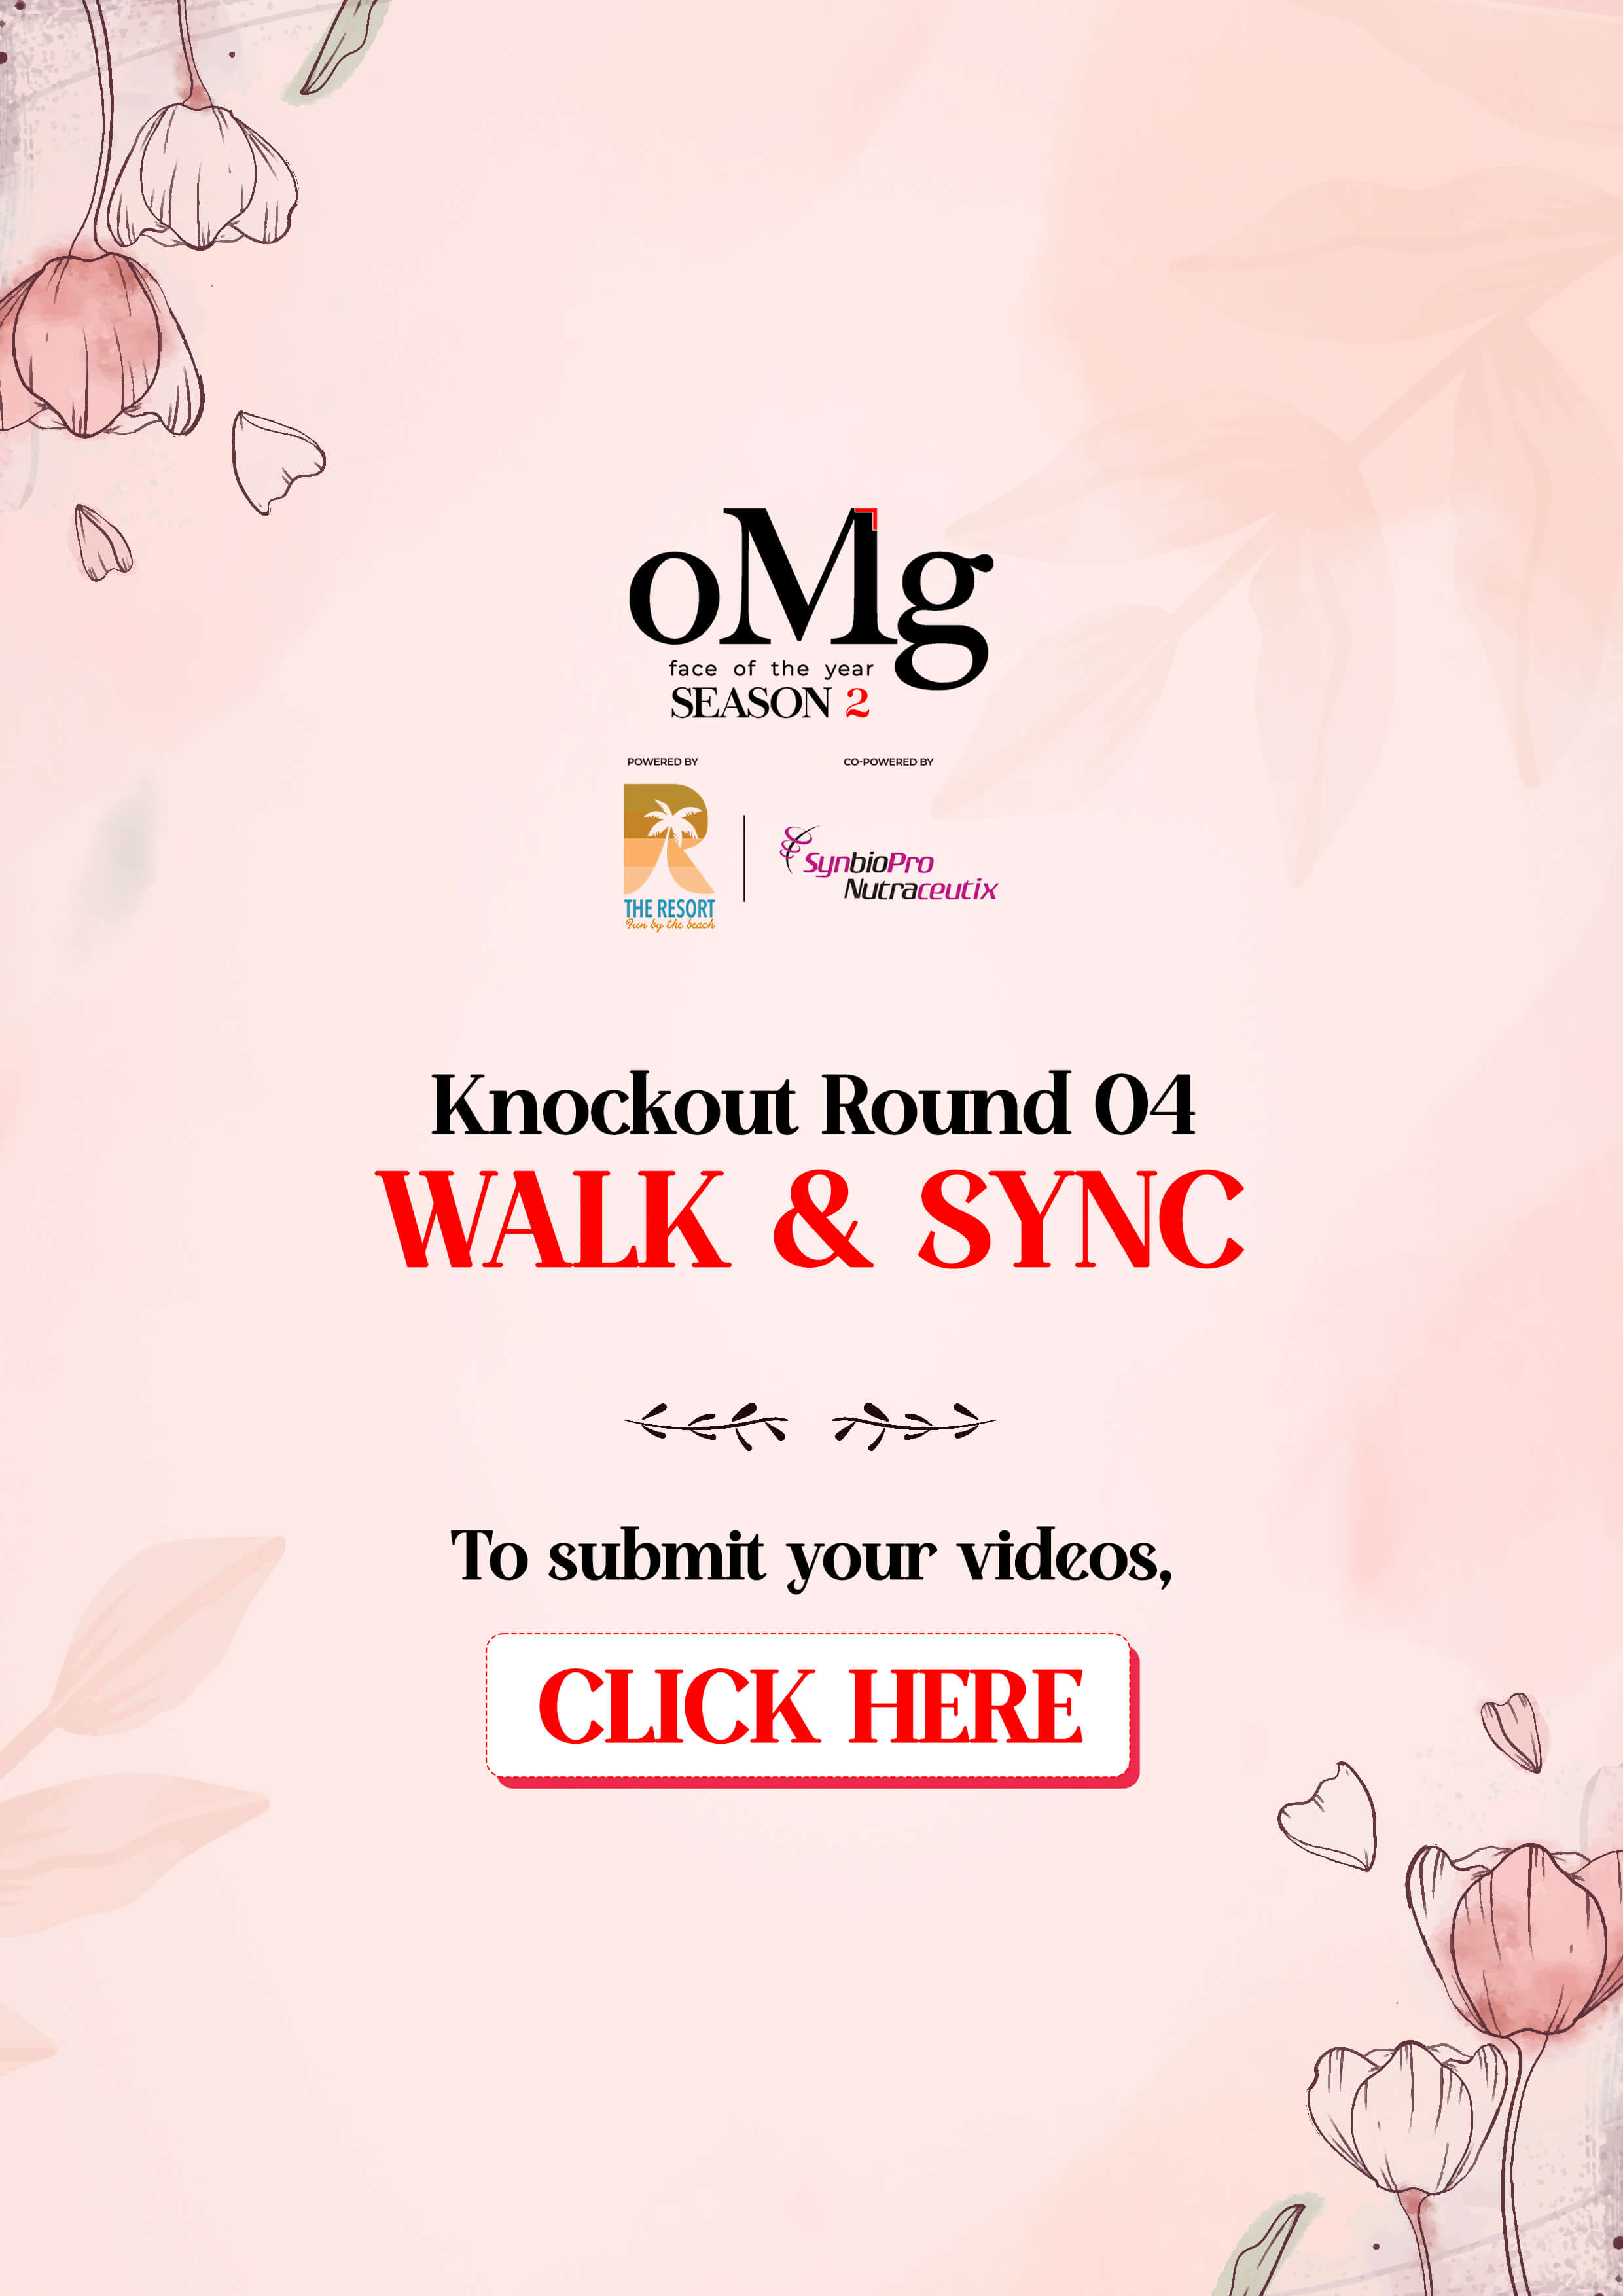 oMg
face of the year
SEASON 2
POWERED BY
CO-POWERED BY
THE RESORT
Fun by the beach
SynbioPro
Nutraceutix
Knockout Round 04
WALK & SYNC
To submit your videos,
CLICK HERE